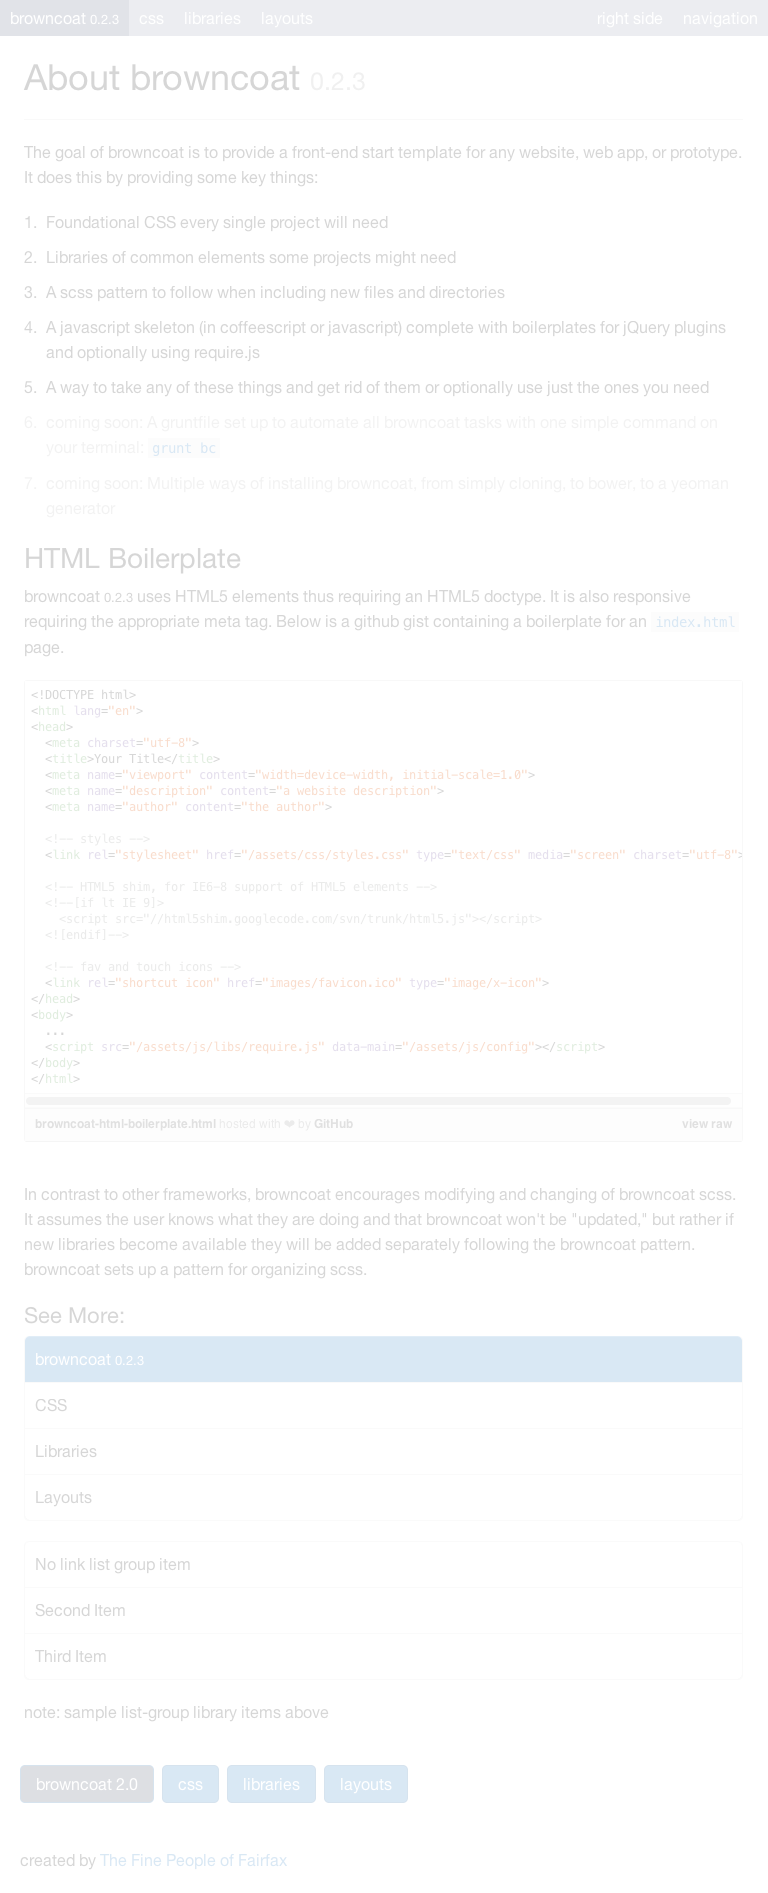 browncoat 0.2.3 css libraries layouts right side navigation
About browncoat 0.2.3
The goal of browncoat is to provide a front-end start template for any website, web app, or prototype.
It does this by providing some key things:
1. Foundational CSS every single project will need
2. Libraries of common elements some projects might need
3. A scss pattern to follow when including new files and directories
4. A javascript skeleton (in coffeescript or javascript) complete with boilerplates for jQuery plugins
and optionally using require.js
5. A way to take any of these things and get rid of them or optionally use just the ones you need
6. coming soon: A gruntfile set up to automate all browncoat tasks with one simple command on
your terminal: grunt bc
7. coming soon: Multiple ways of installing browncoat, from simply cloning, to bower, to a yeoman
generator
HTML Boilerplate
browncoat 0.2.3 uses HTML5 elements thus requiring an HTML5 doctype. It is also responsive
requiring the appropriate meta tag. Below is a github gist containing a boilerplate for an index.html
page.
<!DOCTYPE html>
<html lang="en">
<head>
  <meta charset="utf-8">
  <title>Your Title</title>
  <meta name="viewport" content="width=device-width, initial-scale=1.0">
  <meta name="description" content="a website description">
  <meta name="author" content="the author">
  <!-- styles -->
  <link rel="stylesheet" href="/assets/css/styles.css" type="text/css" media="screen" charset="utf-8">
  <!-- HTML5 shim, for IE6-8 support of HTML5 elements -->
  <!--[if lt IE 9]>
    <script src="//html5shim.googlecode.com/svn/trunk/html5.js"></script>
  <![endif]-->
  <!-- fav and touch icons -->
  <link rel="shortcut icon" href="images/favicon.ico" type="image/x-icon">
</head>
<body>
  ...
  <script src="/assets/js/libs/require.js" data-main="/assets/js/config"></script>
</body>
</html>
browncoat-html-boilerplate.html hosted with ❤ by GitHub view raw
In contrast to other frameworks, browncoat encourages modifying and changing of browncoat scss.
It assumes the user knows what they are doing and that browncoat won't be "updated," but rather if
new libraries become available they will be added separately following the browncoat pattern.
browncoat sets up a pattern for organizing scss.
See More:
browncoat 0.2.3
CSS
Libraries
Layouts
No link list group item
Second Item
Third Item
note: sample list-group library items above
browncoat 2.0 css libraries layouts
created by The Fine People of Fairfax